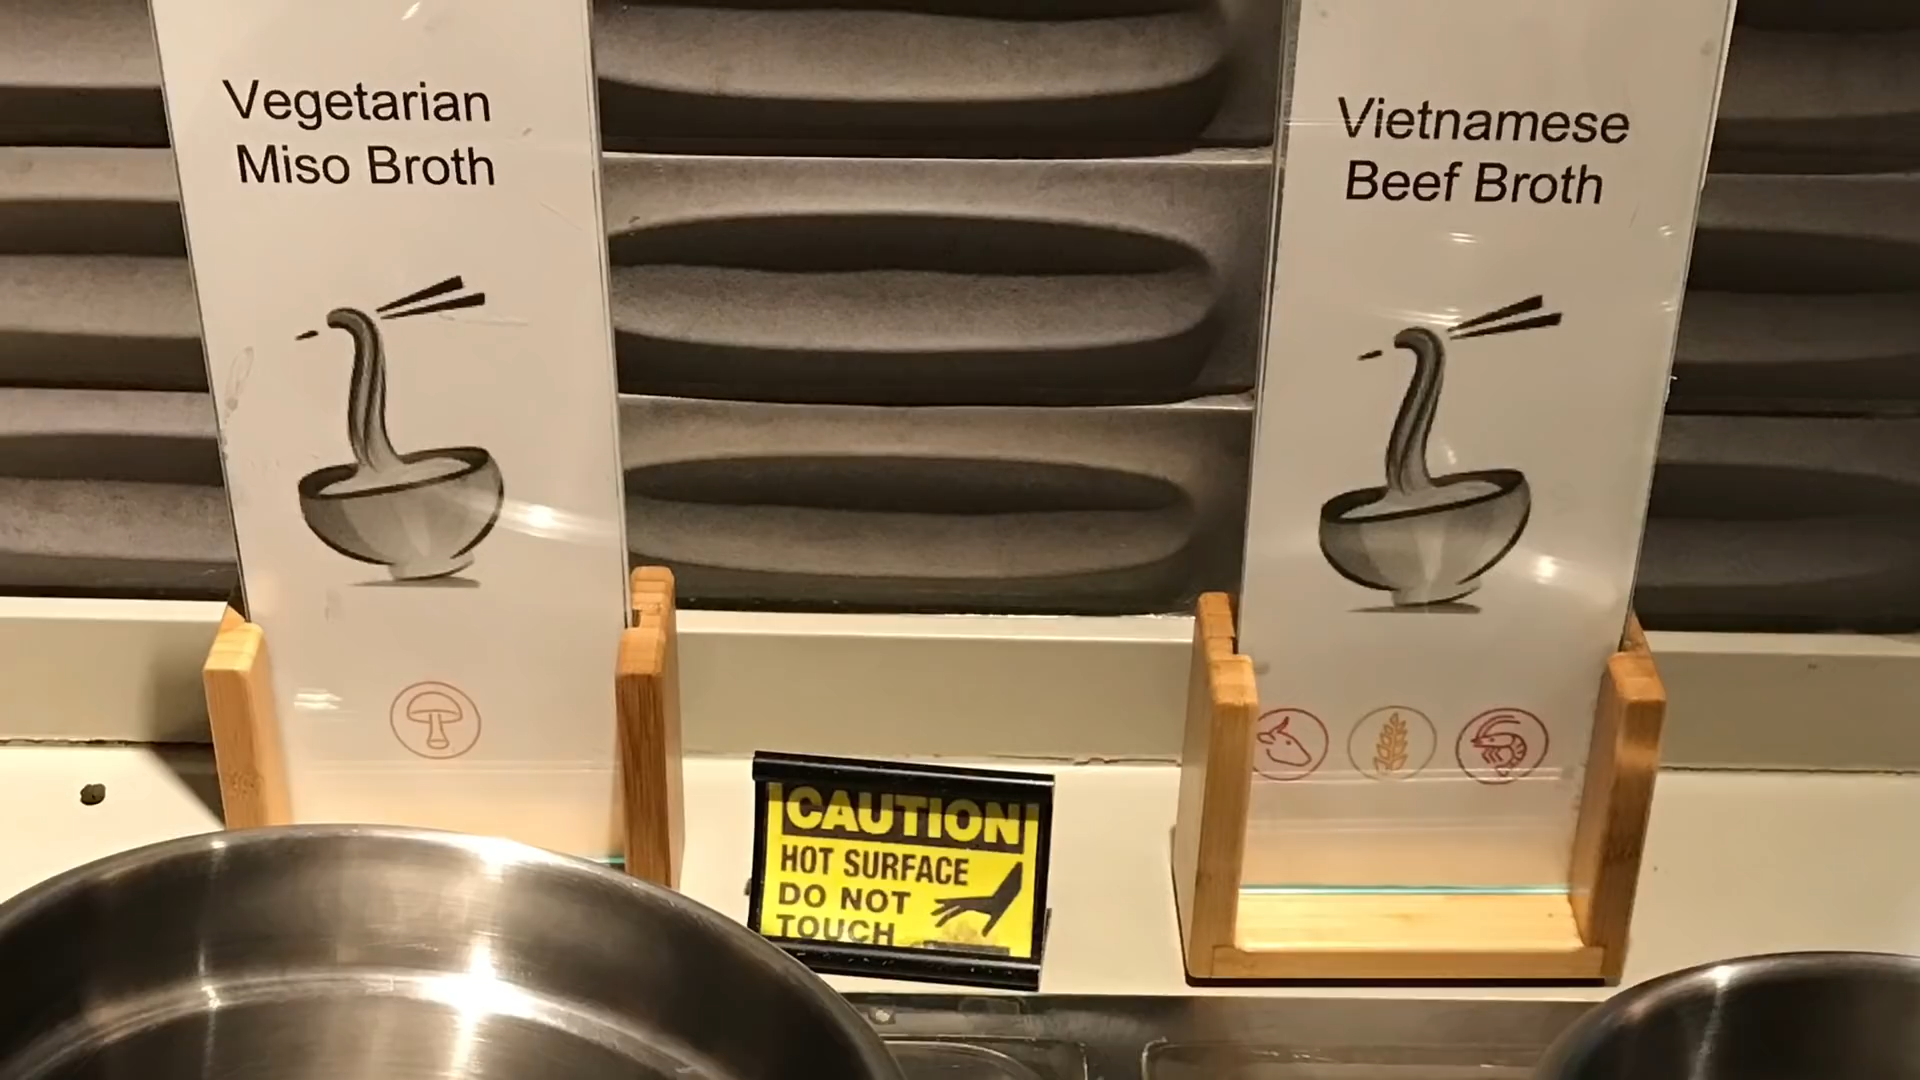 Vegetarian
Miso Broth
Vietnamese
Beef Broth
CAUTION
HOT SURFACE
DO NOT
TOUCH